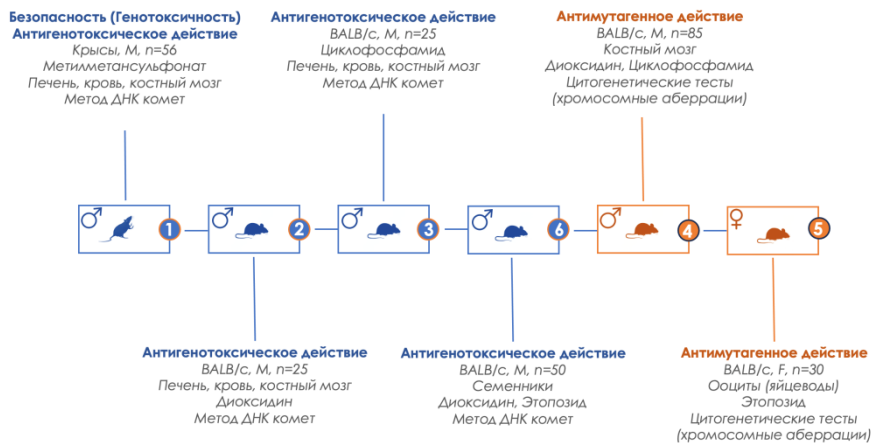 Безопасность (Генотоксичность)
Антигенотоксическое действие
Крысы, М, n=56
Метилметансульфонат
Печень, кровь, костный мозг
Метод ДНК комет
Антигенотоксическое действие
BALB/c, М, n=25
Циклофосфамид
Печень, кровь, костный мозг
Метод ДНК комет
Антимутагенное действие
BALB/c, М, n=85
Костный мозг
Диоксидин, Циклофосфамид
Цитогенетические тесты
(хромосомные аберрации)
1
2
3
6
4
5
Антигенотоксическое действие
BALB/c, М, n=25
Печень, кровь, костный мозг
Диоксидин
Метод ДНК комет
Антигенотоксическое действие
BALB/c, М, n=50
Семенники
Диоксидин, Этопозид
Метод ДНК комет
Антимутагенное действие
BALB/c, F, n=30
Ооциты (яйцеводы)
Этопозид
Цитогенетические тесты
(хромосомные аберрации)